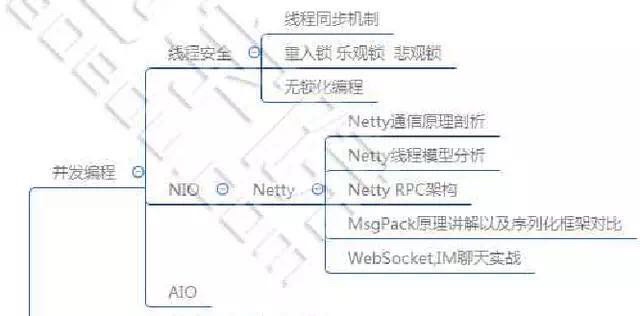 线程同步机制
线程安全
重入锁 乐观锁 悲观锁
无锁化编程
Netty通信原理剖析
Netty线程模型分析
并发编程
NIO
Netty
Netty RPC架构
MsgPack原理讲解以及序列化框架对比
WebSocket,IM聊天实战
AIO